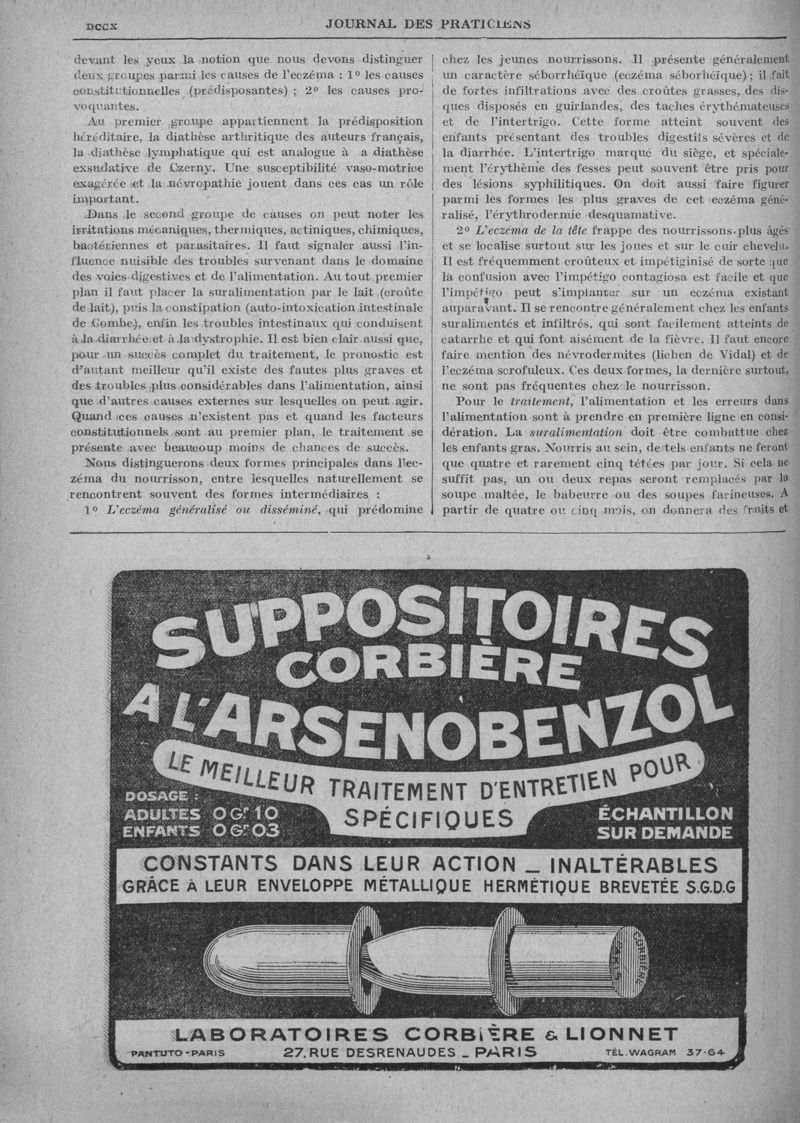 DCCX
JOURNAL DES PRATICIENS
devant les yeux la notion que nous devons distinguer
deux groupes parmi les causes de l'eczéma : 1º les causes
constitutionnelles (prédisposantes) ; 2º les causes pro-
voquantes.
Au premier groupe appartiennent la prédisposition
héréditaire, la diathèse arthritique des auteurs français,
la diathèse lymphatique qui est analogue à a diathèse
exsudative de Czerny. Une susceptibilité vaso-motrice
exagérée et la névropathie jouent dans ces cas un rôle
important.
Dans le second groupe de causes on peut noter les
irritations mécaniques, thermiques, actiniques, chimiques,
bactériennes et parasitaires. Il faut signaler aussi l'in-
fluence nuisible des troubles survenant dans le domaine
des voies digestives et de l'alimentation. Au tout premier
plan il faut placer la suralimentation par le lait (croûte
de lait), puis la constipation (auto-intoxication intestinale
de Combe), enfin les troubles intestinaux qui conduisent
à la diarrhée et à la dystrophie. Il est bien clair aussi que,
pour un succès complet du traitement, le pronostic est
d'autant meilleur qu'il existe des fautes plus graves et
des troubles plus considérables dans l'alimentation, ainsi
que d'autres causes externes sur lesquelles on peut agir.
Quand ces causes n'existent pas et quand les facteurs
constitutionnels sont au premier plan, le traitement se
présente avec beaucoup moins de chances de succès.
Nous distinguerons deux formes principales dans l'ec-
zéma du nourrisson, entre lesquelles naturellement se
rencontrent souvent des formes intermédiaires :
1º L'eczéma généralisé ou disséminé, qui prédomine
chez les jeunes nourrissons. Il présente généralement
un caractère séborrhéïque (eczéma séborhéïque) ; il fait
de fortes infiltrations avec des croûtes grasses, des dis-
ques disposés en guirlandes, des taches érythémateuses
et de l'intertrigo. Cette forme atteint souvent des
enfants présentant des troubles digestifs sévères et de
la diarrhée. L'intertrigo marqué du siège, et spéciale-
ment l'érythème des fesses peut souvent être pris pour
des lésions syphilitiques. On doit aussi faire figurer
parmi les formes les plus graves de cet eczéma géné-
ralisé, l'érythrodermie desquamative.
2º L'eczéma de la tête frappe des nourrissons plus âgés
et se localise surtout sur les joues et sur le cuir chevelu.
Il est fréquemment croûteux et impétiginisé de sorte que
la confusion avec l'impétigo contagiosa est facile et que
l'impétigo peut s'implanter sur un eczéma existant
auparavant. Il se rencontre généralement chez les enfants
suralimentés et infiltrés, qui sont facilement atteints de
catarrhe et qui font aisément de la fièvre. Il faut encore
faire mention des névrodermites (lichen de Vidal) et de
l'eczéma scrofuleux. Ces deux formes, la dernière surtout,
ne sont pas fréquentes chez le nourrisson.
Pour le traitement, l'alimentation et les erreurs dans
l'alimentation sont à prendre en première ligne en consi-
dération. La suralimentation doit être combattue chez
les enfants gras. Nourris au sein, de tels enfants ne feront
que quatre et rarement cinq tétées par jour. Si cela ne
suffit pas, un ou deux repas seront remplacés par la
soupe maltée, le babeurre ou des soupes farineuses. A
partir de quatre ou cinq mois, on donnera des fruits et
SUPPOSITOIRES
CORBIÈRE
A L'ARSENOBENZOL
LE MEILLEUR TRAITEMENT D'ENTRETIEN POUR
SPÉCIFIQUES
DOSAGE :
ADULTES 0 Gr 10
ENFANTS 0 Gr 03
ÉCHANTILLON
SUR DEMANDE
CONSTANTS DANS LEUR ACTION _ INALTÉRABLES
GRÂCE À LEUR ENVELOPPE MÉTALLIQUE HERMÉTIQUE BREVETÉE S.G.D.G
CORBIÈRE
PARIS
LABORATOIRES CORBIÈRE & LIONNET
PANTUTO - PARIS
27, RUE DESRENAUDES _ PARIS
TÉL. WAGRAM 37-64